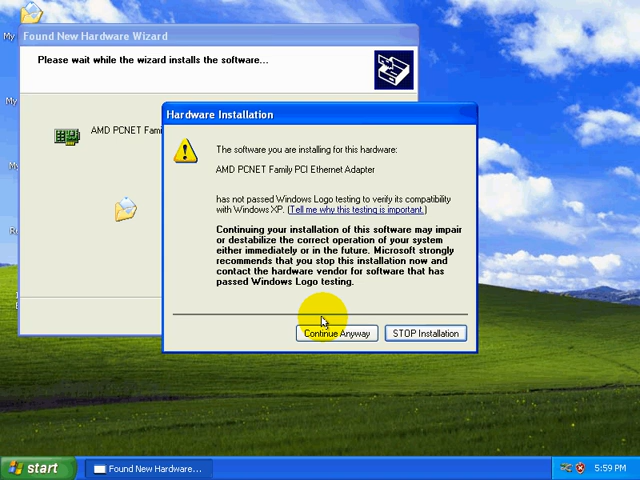 My
Found New Hardware Wizard
Please wait while the wizard installs the software...
My
AMD PCNET Fami
My
Hardware Installation
The software you are installing for this hardware:
AMD PCNET Family PCI Ethernet Adapter
has not passed Windows Logo testing to verify its compatibility
with Windows XP. (Tell me why this testing is important.)
Continuing your installation of this software may impair
or destabilize the correct operation of your system
either immediately or in the future. Microsoft strongly
recommends that you stop this installation now and
contact the hardware vendor for software that has
passed Windows Logo testing.
Continue Anyway
STOP Installation
start
Found New Hardware...
5:59 PM